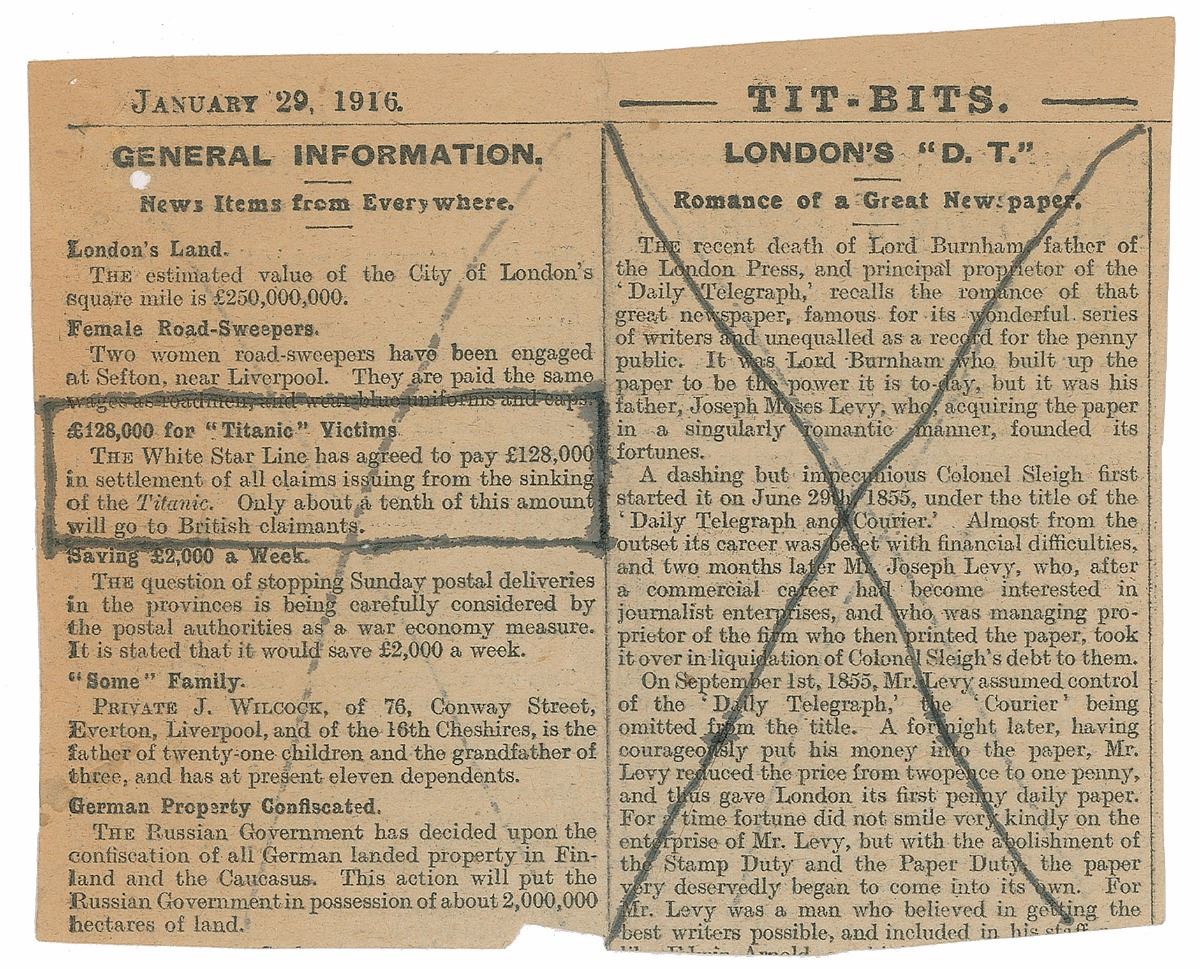 JANUARY 29, 1916.
TIT-BITS.
GENERAL INFORMATION.
News Items from Everywhere.
London's Land.
THE estimated value of the City of London's
square mile is £250,000,000.
Female Road-Sweepers.
Two women road-sweepers have been engaged
at Sefton, near Liverpool. They are paid the same
wages as roadmen, and wear blue uniforms and caps.
£128,000 for "Titanic" Victims
THE White Star Line has agreed to pay £128,000
in settlement of all claims issuing from the sinking
of the Titanic. Only about a tenth of this amount
will go to British claimants.
Saving £2,000 a Week.
THE question of stopping Sunday postal deliveries
in the provinces is being carefully considered by
the postal authorities as a war economy measure.
It is stated that it would save £2,000 a week.
"Some" Family.
PRIVATE J. WILCOCK, of 76, Conway Street,
Everton, Liverpool, and of the 16th Cheshires, is the
father of twenty-one children and the grandfather of
three, and has at present eleven dependents.
German Property Confiscated.
THE Russian Government has decided upon the
confiscation of all German landed property in Fin-
land and the Caucasus. This action will put the
Russian Government in possession of about 2,000,000
hectares of land.
LONDON'S "D. T."
Romance of a Great Newspaper.
THE recent death of Lord Burnham, father of
the London Press, and principal proprietor of the
'Daily Telegraph,' recalls the romance of that
great newspaper, famous for its wonderful series
of writers and unequalled as a record for the penny
public. It was Lord Burnham who built up the
paper to be the power it is to-day, but it was his
father, Joseph Moses Levy, who, acquiring the paper
in a singularly romantic manner, founded its
fortunes.
A dashing but impecunious Colonel Sleigh first
started it on June 29th, 1855, under the title of the
'Daily Telegraph and Courier.' Almost from the
outset its career was beset with financial difficulties,
and two months later Mr. Joseph Levy, who, after
a commercial career had become interested in
journalist enterprises, and who was managing pro-
prietor of the firm who then printed the paper, took
it over in liquidation of Colonel Sleigh's debt to them.
On September 1st, 1855, Mr. Levy assumed control
of the 'Daily Telegraph,' the 'Courier' being
omitted from the title. A fortnight later, having
courageously put his money into the paper, Mr.
Levy reduced the price from twopence to one penny,
and thus gave London its first penny daily paper.
For a time fortune did not smile very kindly on the
enterprise of Mr. Levy, but with the abolishment of
the Stamp Duty and the Paper Duty, the paper
very deservedly began to come into its own. For
Mr. Levy was a man who believed in getting the
best writers possible, and included in his staff
Arnold